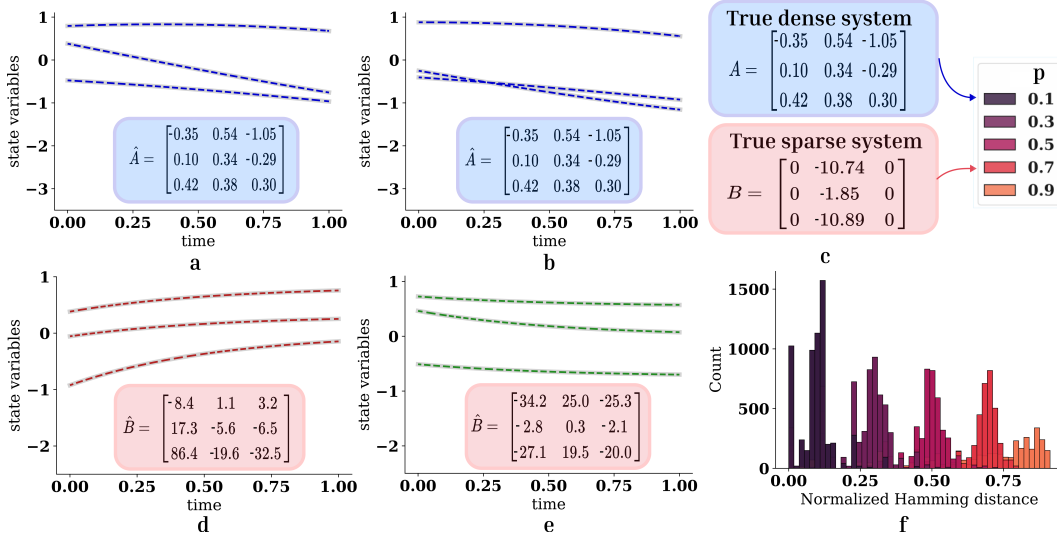 state variables
1
0
−1
−2
−3
Â =
-0.35 0.54 -1.05
0.10 0.34 -0.29
0.42 0.38 0.30
0.00 0.25 0.50 0.75 1.00
time
a
state variables
1
0
−1
−2
−3
Â =
-0.35 0.54 -1.05
0.10 0.34 -0.29
0.42 0.38 0.30
0.00 0.25 0.50 0.75 1.00
time
b
True dense system
A =
-0.35 0.54 -1.05
0.10 0.34 -0.29
0.42 0.38 0.30
True sparse system
B =
0 -10.74 0
0 -1.85 0
0 -10.89 0
c
p
0.1
0.3
0.5
0.7
0.9
state variables
1
0
−1
−2
B̂ =
-8.4 1.1 3.2
17.3 -5.6 -6.5
86.4 -19.6 -32.5
0.00 0.25 0.50 0.75 1.00
time
d
state variables
1
0
−1
−2
B̂ =
-34.2 25.0 -25.3
-2.8 0.3 -2.1
-27.1 19.5 -20.0
0.00 0.25 0.50 0.75 1.00
time
e
Count
1500
1000
500
0
0.00 0.25 0.50 0.75
Normalized Hamming distance
f